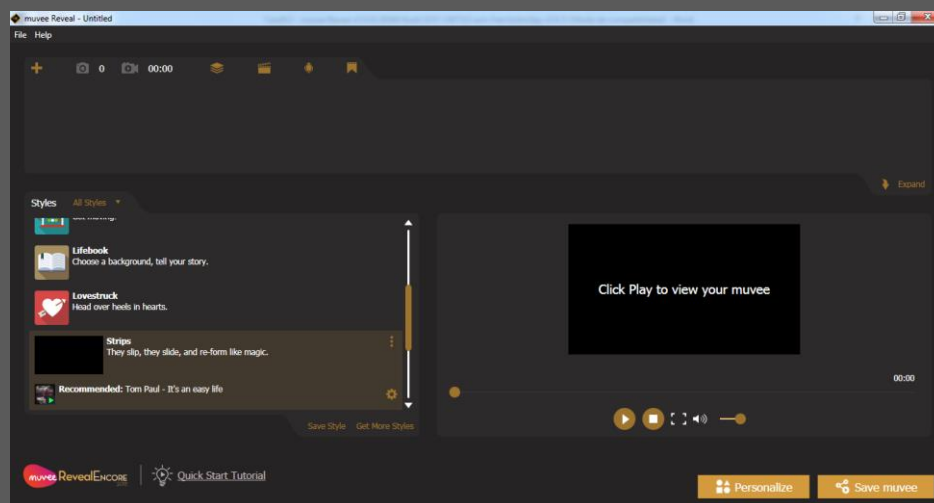 muvee Reveal - Untitled
File Help
0
00:00
Expand
Styles
All Styles
Lifebook
Choose a background, tell your story.
Lovestruck
Head over heels in hearts.
Strips
They slip, they slide, and re-form like magic.
Recommended: Tom Paul - It's an easy life
Save Style
Get More Styles
Click Play to view your muvee
00:00
muvee RevealEncore
Quick Start Tutorial
Personalize
Save muvee